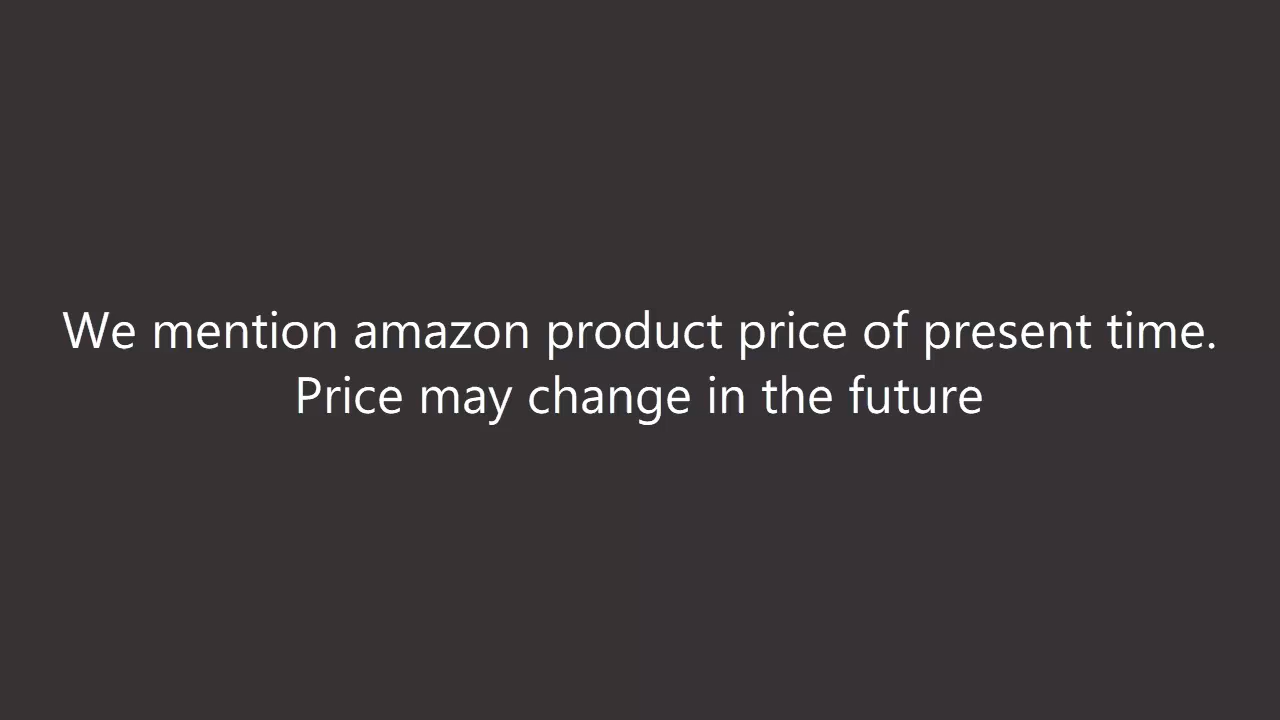 We mention amazon product price of present time.
Price may change in the future